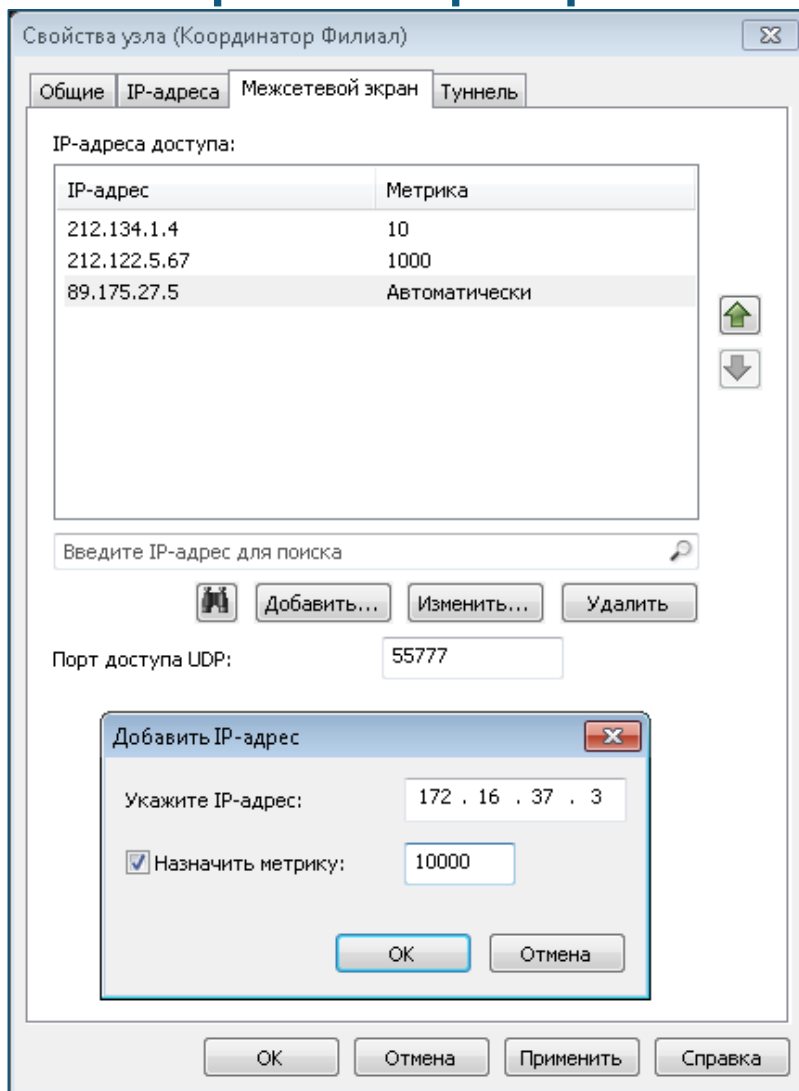 Свойства узла (Координатор Филиал)
Общие IP-адреса Межсетевой экран Туннель
IP-адреса доступа:
IP-адрес Метрика
212.134.1.4 10
212.122.5.67 1000
89.175.27.5 Автоматически
Введите IP-адрес для поиска
Добавить... Изменить... Удалить
Порт доступа UDP: 55777
Добавить IP-адрес
Укажите IP-адрес: 172 . 16 . 37 . 3
Назначить метрику: 10000
OK Отмена
OK Отмена Применить Справка